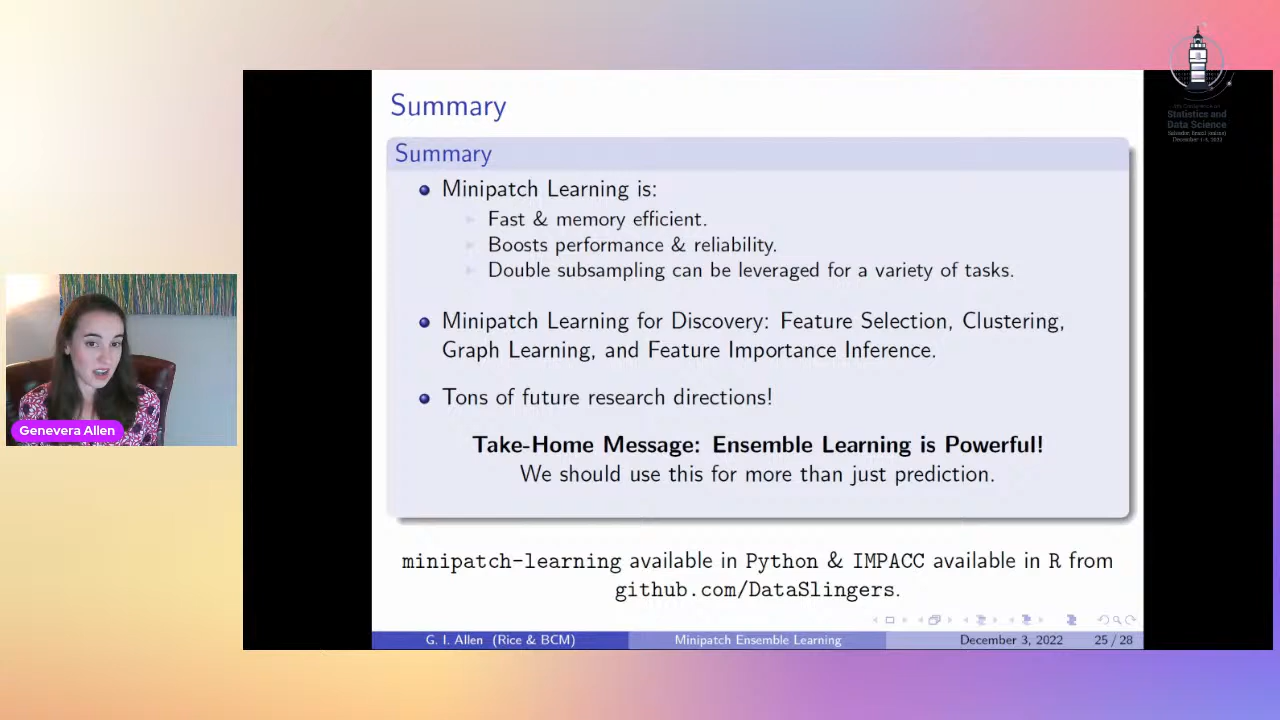 Summary
Summary
Minipatch Learning is:
Fast & memory efficient.
Boosts performance & reliability.
Double subsampling can be leveraged for a variety of tasks.
Minipatch Learning for Discovery: Feature Selection, Clustering,
Graph Learning, and Feature Importance Inference.
Tons of future research directions!
Take-Home Message: Ensemble Learning is Powerful!
We should use this for more than just prediction.
minipatch-learning available in Python & IMPACC available in R from
github.com/DataSlingers.
G. I. Allen (Rice & BCM)
Minipatch Ensemble Learning
December 3, 2022
25 / 28
Genevera Allen
Statistics and
Data Science